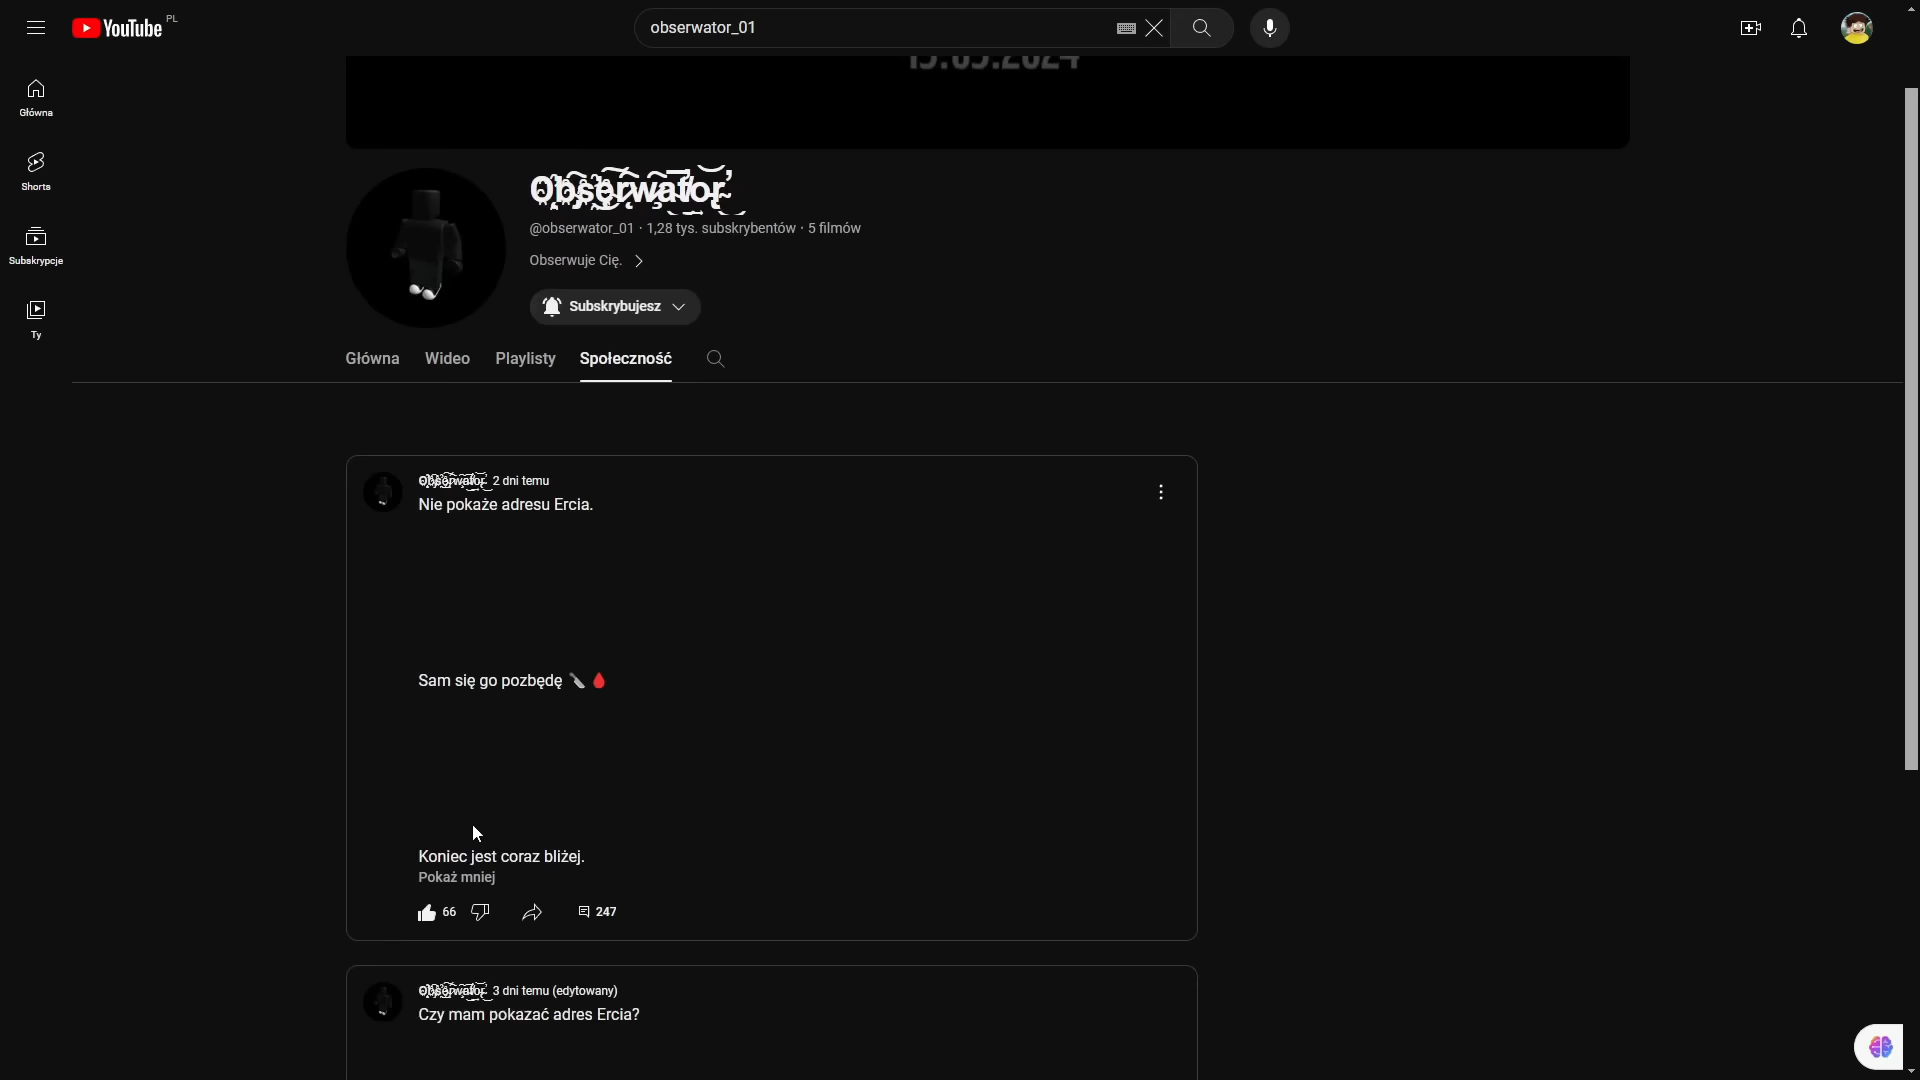 YouTube PL
obserwator_01
Główna
Shorts
Subskrypcje
Ty
Obserwator
@obserwator_01 · 1,28 tys. subskrybentów · 5 filmów
Obserwuje Cię.
Subskrybujesz
Główna Wideo Playlisty Społeczność
Obserwator 2 dni temu
Nie pokaże adresu Ercia.
Sam się go pozbędę 🔪🩸
Koniec jest coraz bliżej.
Pokaż mniej
66 247
Obserwator 3 dni temu (edytowany)
Czy mam pokazać adres Ercia?